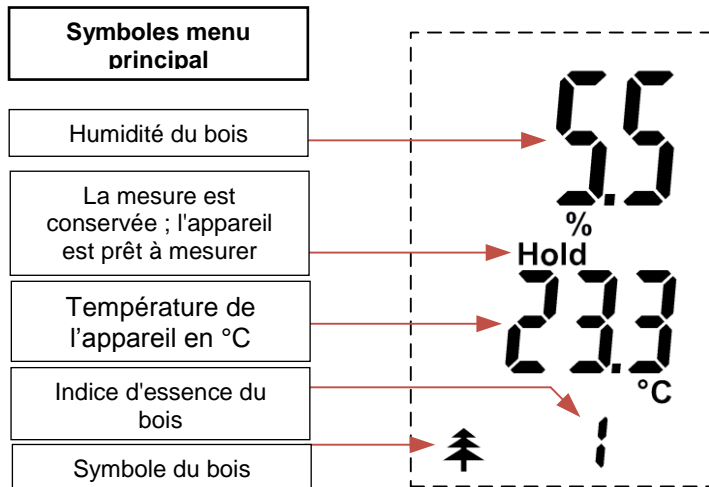 Symboles menu
principal
Humidité du bois
La mesure est
conservée ; l'appareil
est prêt à mesurer
Température de
l'appareil en °C
Indice d'essence du
bois
Symbole du bois
5.5
%
Hold
23.3
°C
1